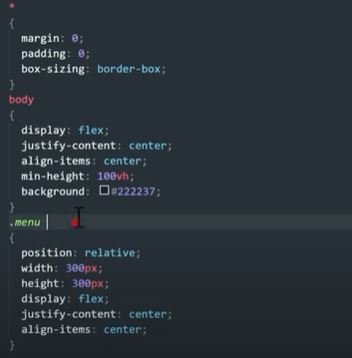 *
{
margin: 0;
padding: 0;
box-sizing: border-box;
}
body
{
display: flex;
justify-content: center;
align-items: center;
min-height: 100vh;
background: #222237;
}
.menu
{
position: relative;
width: 300px;
height: 300px;
display: flex;
justify-content: center;
align-items: center;
}